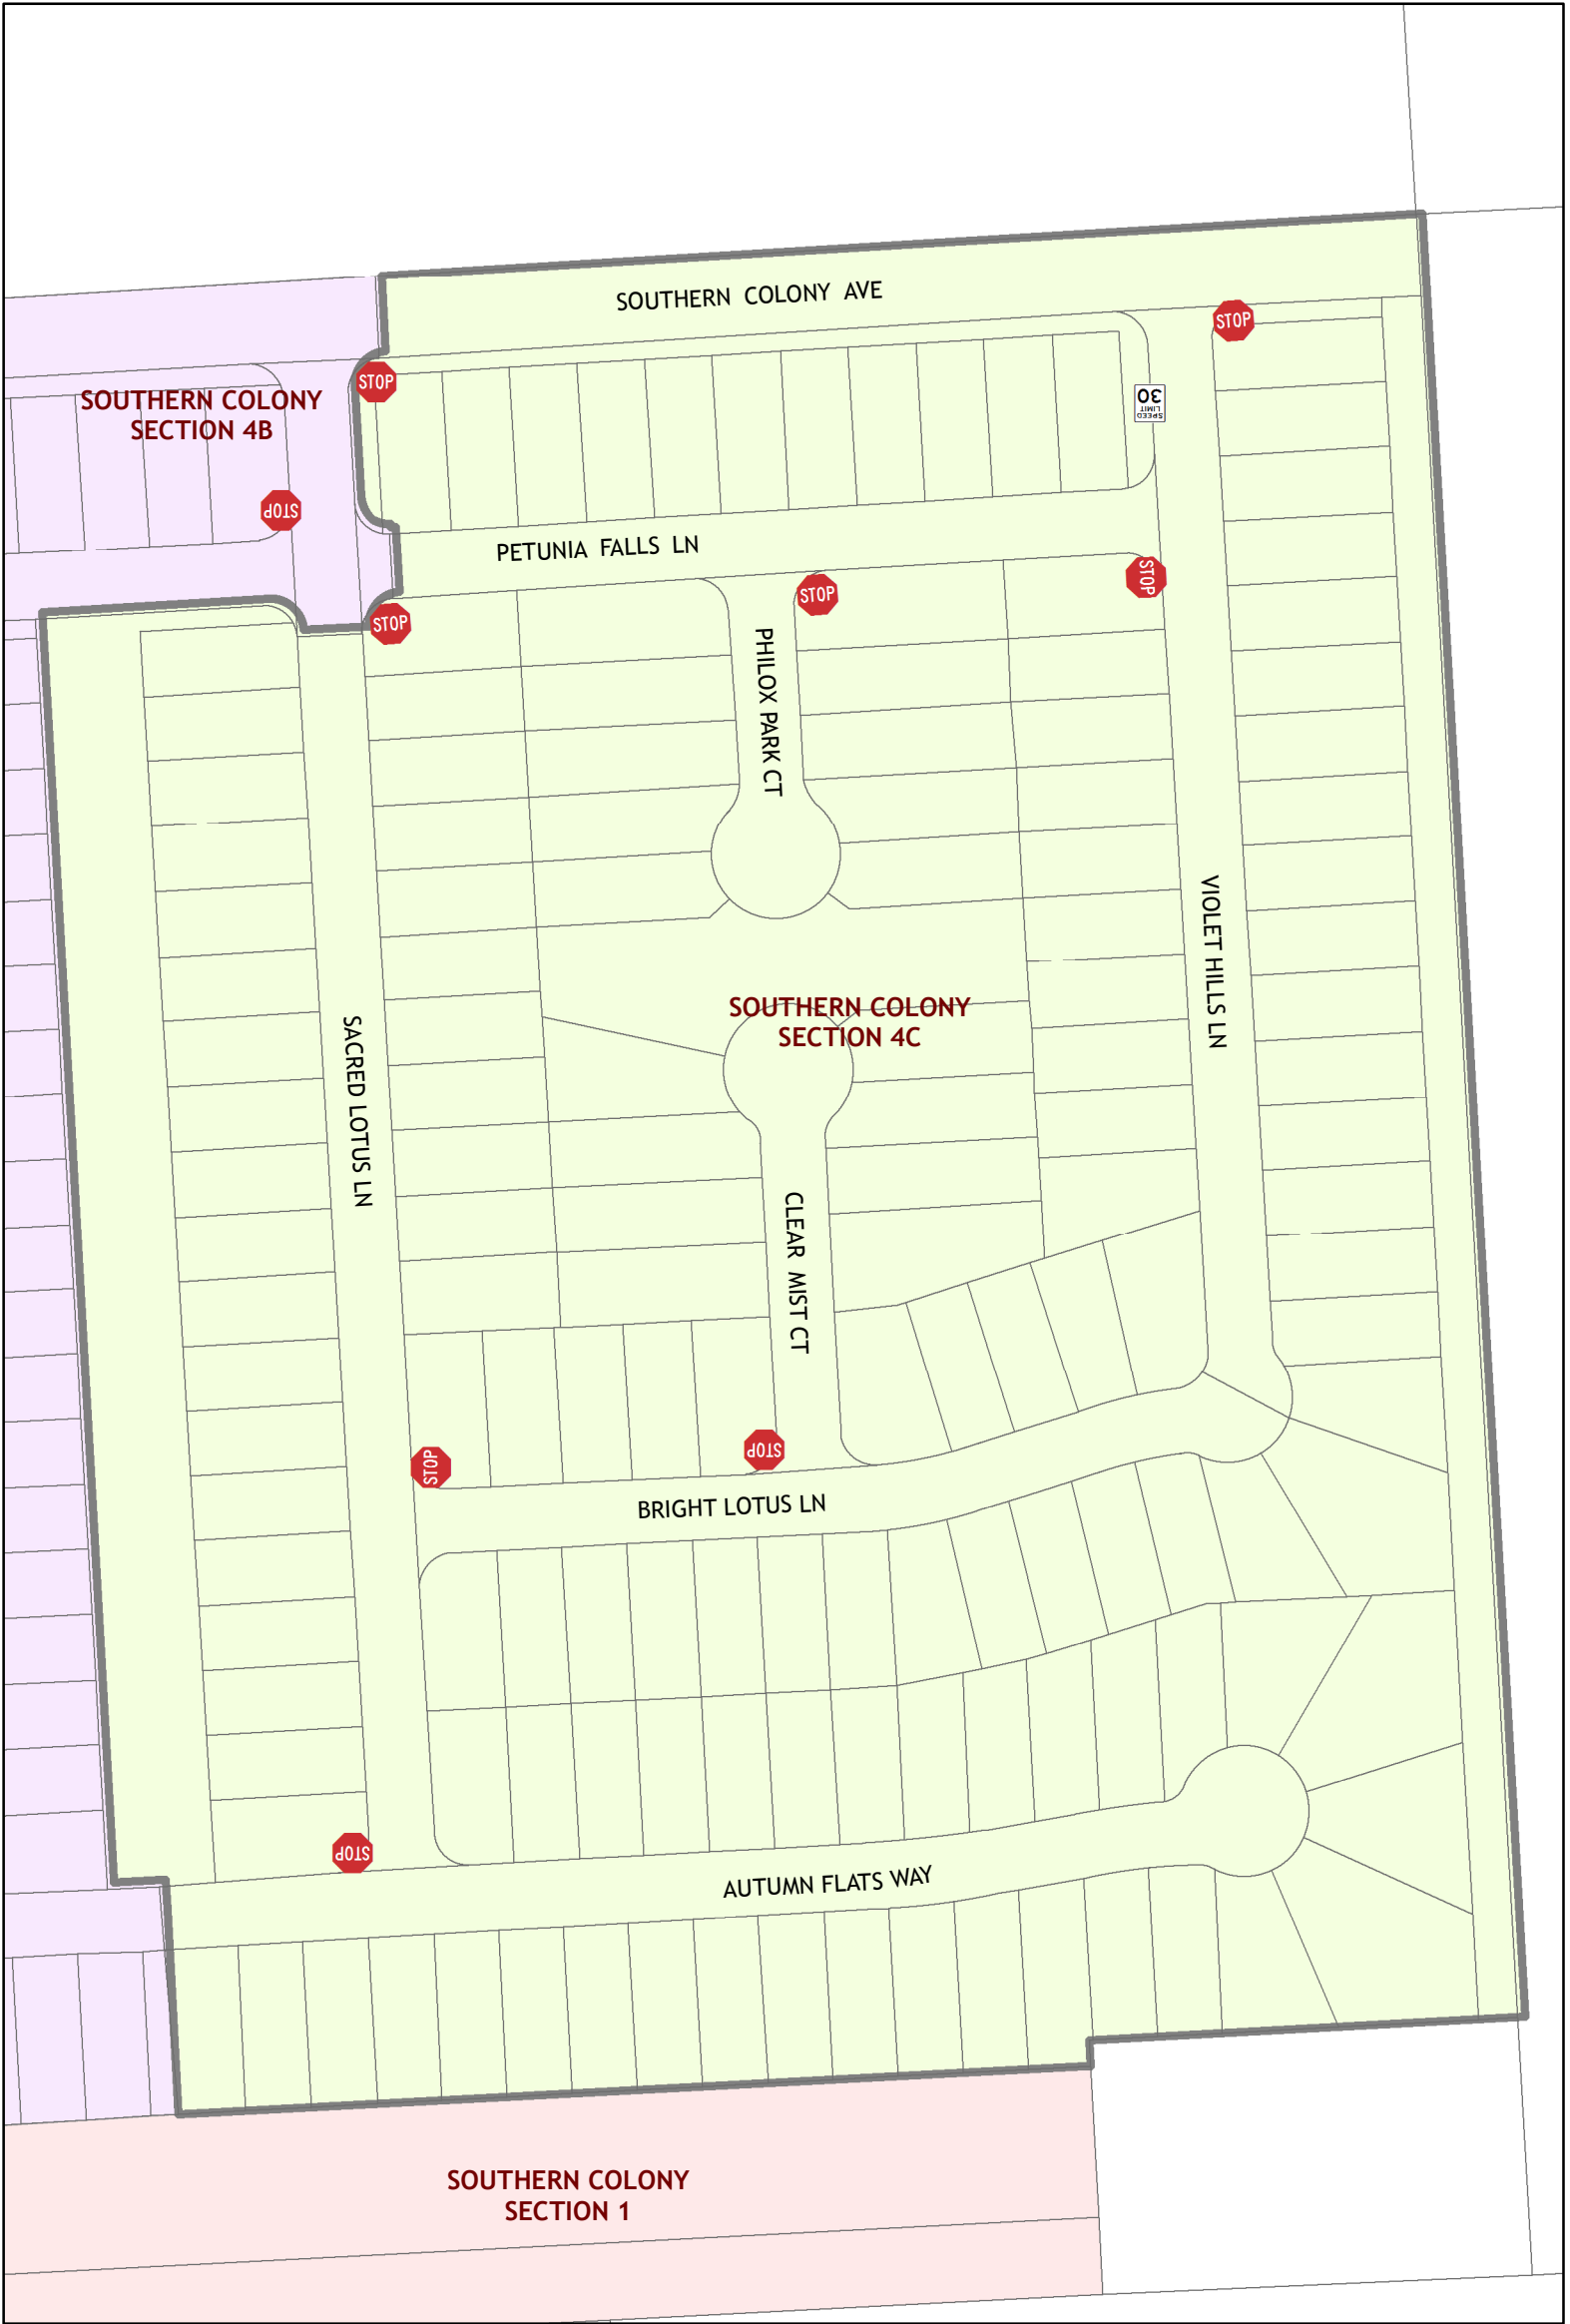 SOUTHERN COLONY AVE
STOP
STOP
SOUTHERN COLONY
SECTION 4B
SPEED
LIMIT
30
STOP
PETUNIA FALLS LN
STOP
STOP
STOP
PHILOX PARK CT
VIOLET HILLS LN
SOUTHERN COLONY
SECTION 4C
SACRED LOTUS LN
CLEAR MIST CT
STOP
STOP
BRIGHT LOTUS LN
STOP
AUTUMN FLATS WAY
SOUTHERN COLONY
SECTION 1